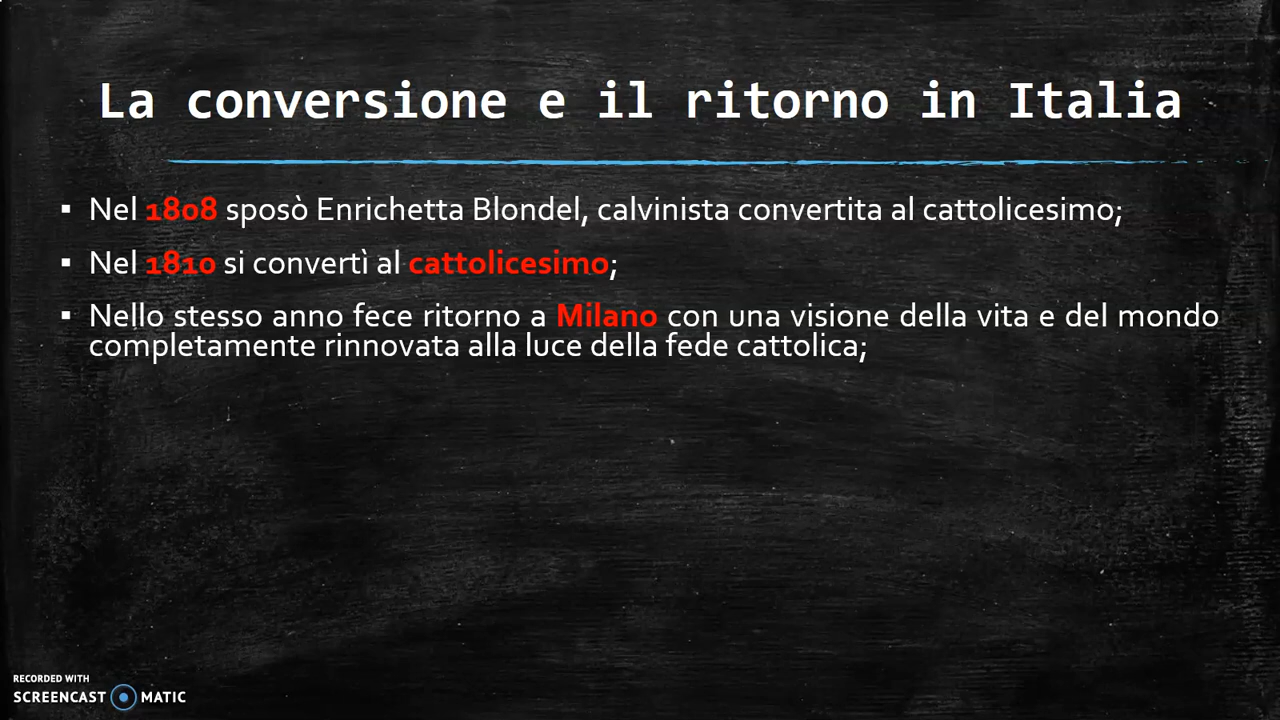 La conversione e il ritorno in Italia
▪ Nel 1808 sposò Enrichetta Blondel, calvinista convertita al cattolicesimo;
▪ Nel 1810 si convertì al cattolicesimo;
▪ Nello stesso anno fece ritorno a Milano con una visione della vita e del mondo
completamente rinnovata alla luce della fede cattolica;
RECORDED WITH
SCREENCAST MATIC